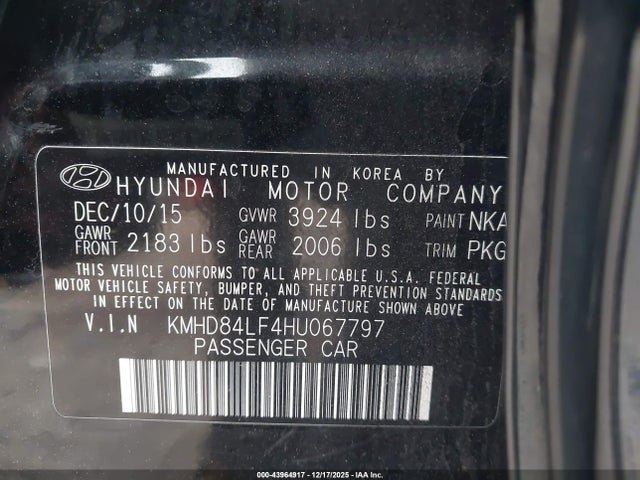 MANUFACTURED IN KOREA BY
HYUNDAI MOTOR COMPANY
DEC/10/15 GVWR 3924 lbs PAINT NKA
GAWR FRONT 2183 lbs GAWR REAR 2006 lbs TRIM PKG
THIS VEHICLE CONFORMS TO ALL APPLICABLE U.S.A. FEDERAL
MOTOR VEHICLE SAFETY, BUMPER, AND THEFT PREVENTION STANDARDS
IN EFFECT ON THE DATE OF MANUFACTURE SHOWN ABOVE.
V.I.N KMHD84LF4HU067797
PASSENGER CAR
000-43964917 - 12/17/2025 - IAA Inc.